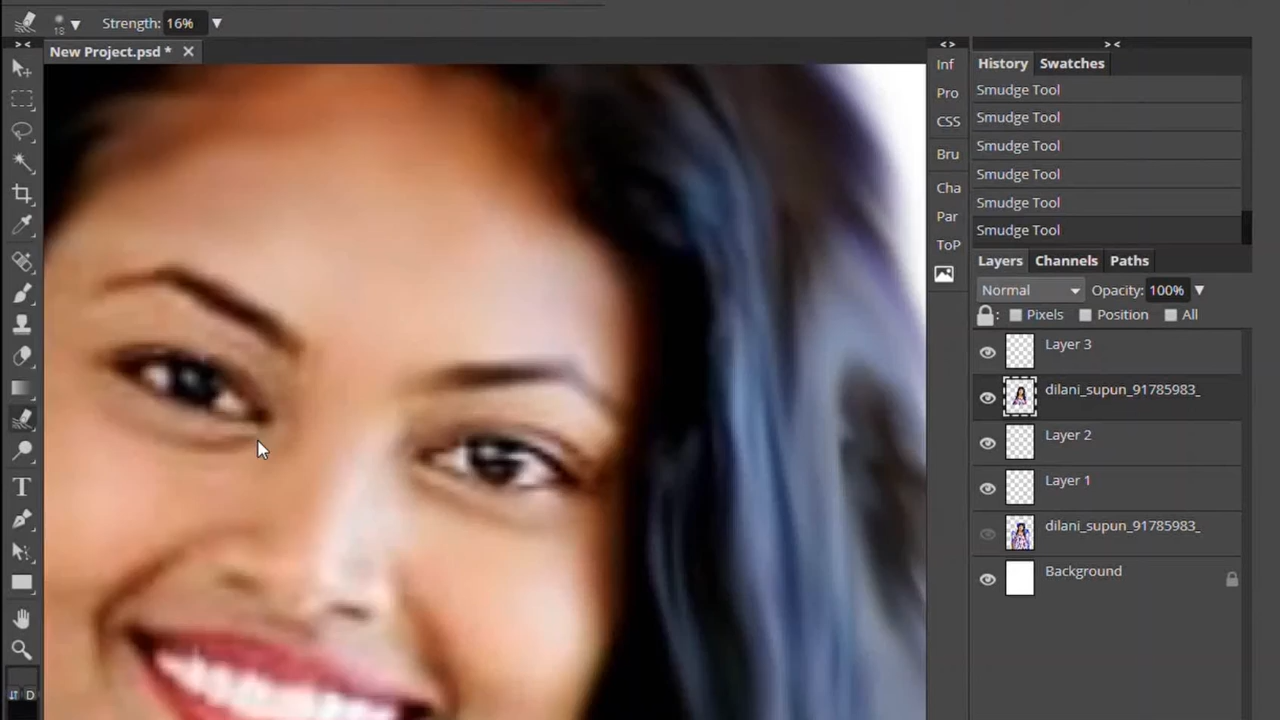 18
Strength: 16%
New Project.psd *
Inf
Pro
CSS
Bru
Cha
Par
ToP
T
D
History Swatches
Smudge Tool
Smudge Tool
Smudge Tool
Smudge Tool
Smudge Tool
Smudge Tool
Layers Channels Paths
Normal Opacity: 100%
: Pixels Position All
Layer 3
dilani_supun_91785983_
Layer 2
Layer 1
dilani_supun_91785983_
Background